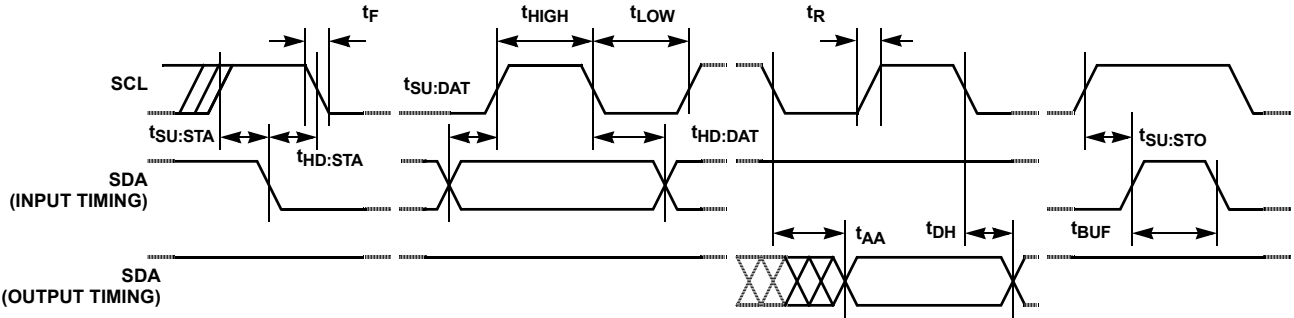 tF
tHIGH
tLOW
tR
SCL
tSU:DAT
tSU:STA
tHD:STA
tHD:DAT
tSU:STO
SDA
(INPUT TIMING)
tAA
tDH
tBUF
SDA
(OUTPUT TIMING)